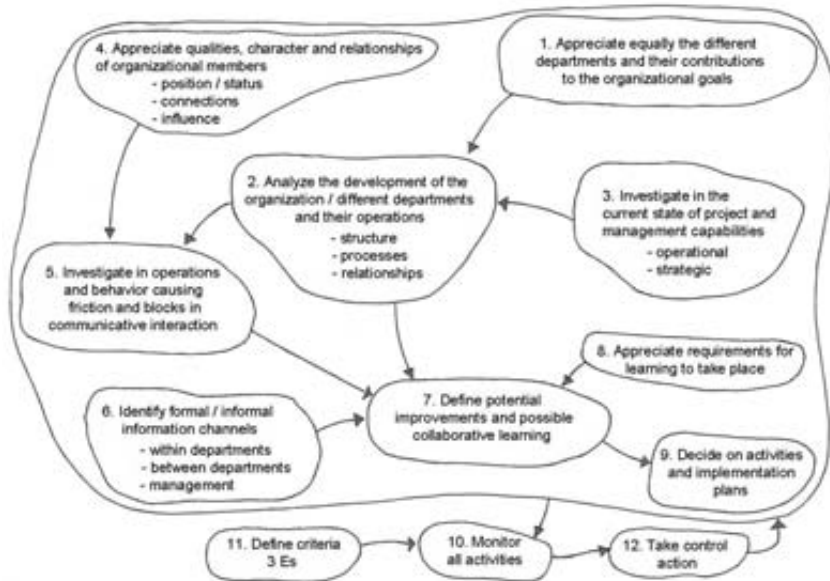 4. Appreciate qualities, character and relationships
of organizational members
- position / status
- connections
- influence
1. Appreciate equally the different
departments and their contributions
to the organizational goals
2. Analyze the development of the
organization / different departments
and their operations
- structure
- processes
- relationships
3. Investigate in the
current state of project and
management capabilities
- operational
- strategic
5. Investigate in operations
and behavior causing
friction and blocks in
communicative interaction
8. Appreciate requirements for
learning to take place
7. Define potential
improvements and possible
collaborative learning
6. Identify formal / informal
information channels
- within departments
- between departments
- management
9. Decide on activities
and implementation
plans
11. Define criteria
3 Es
10. Monitor
all activities
12. Take control
action